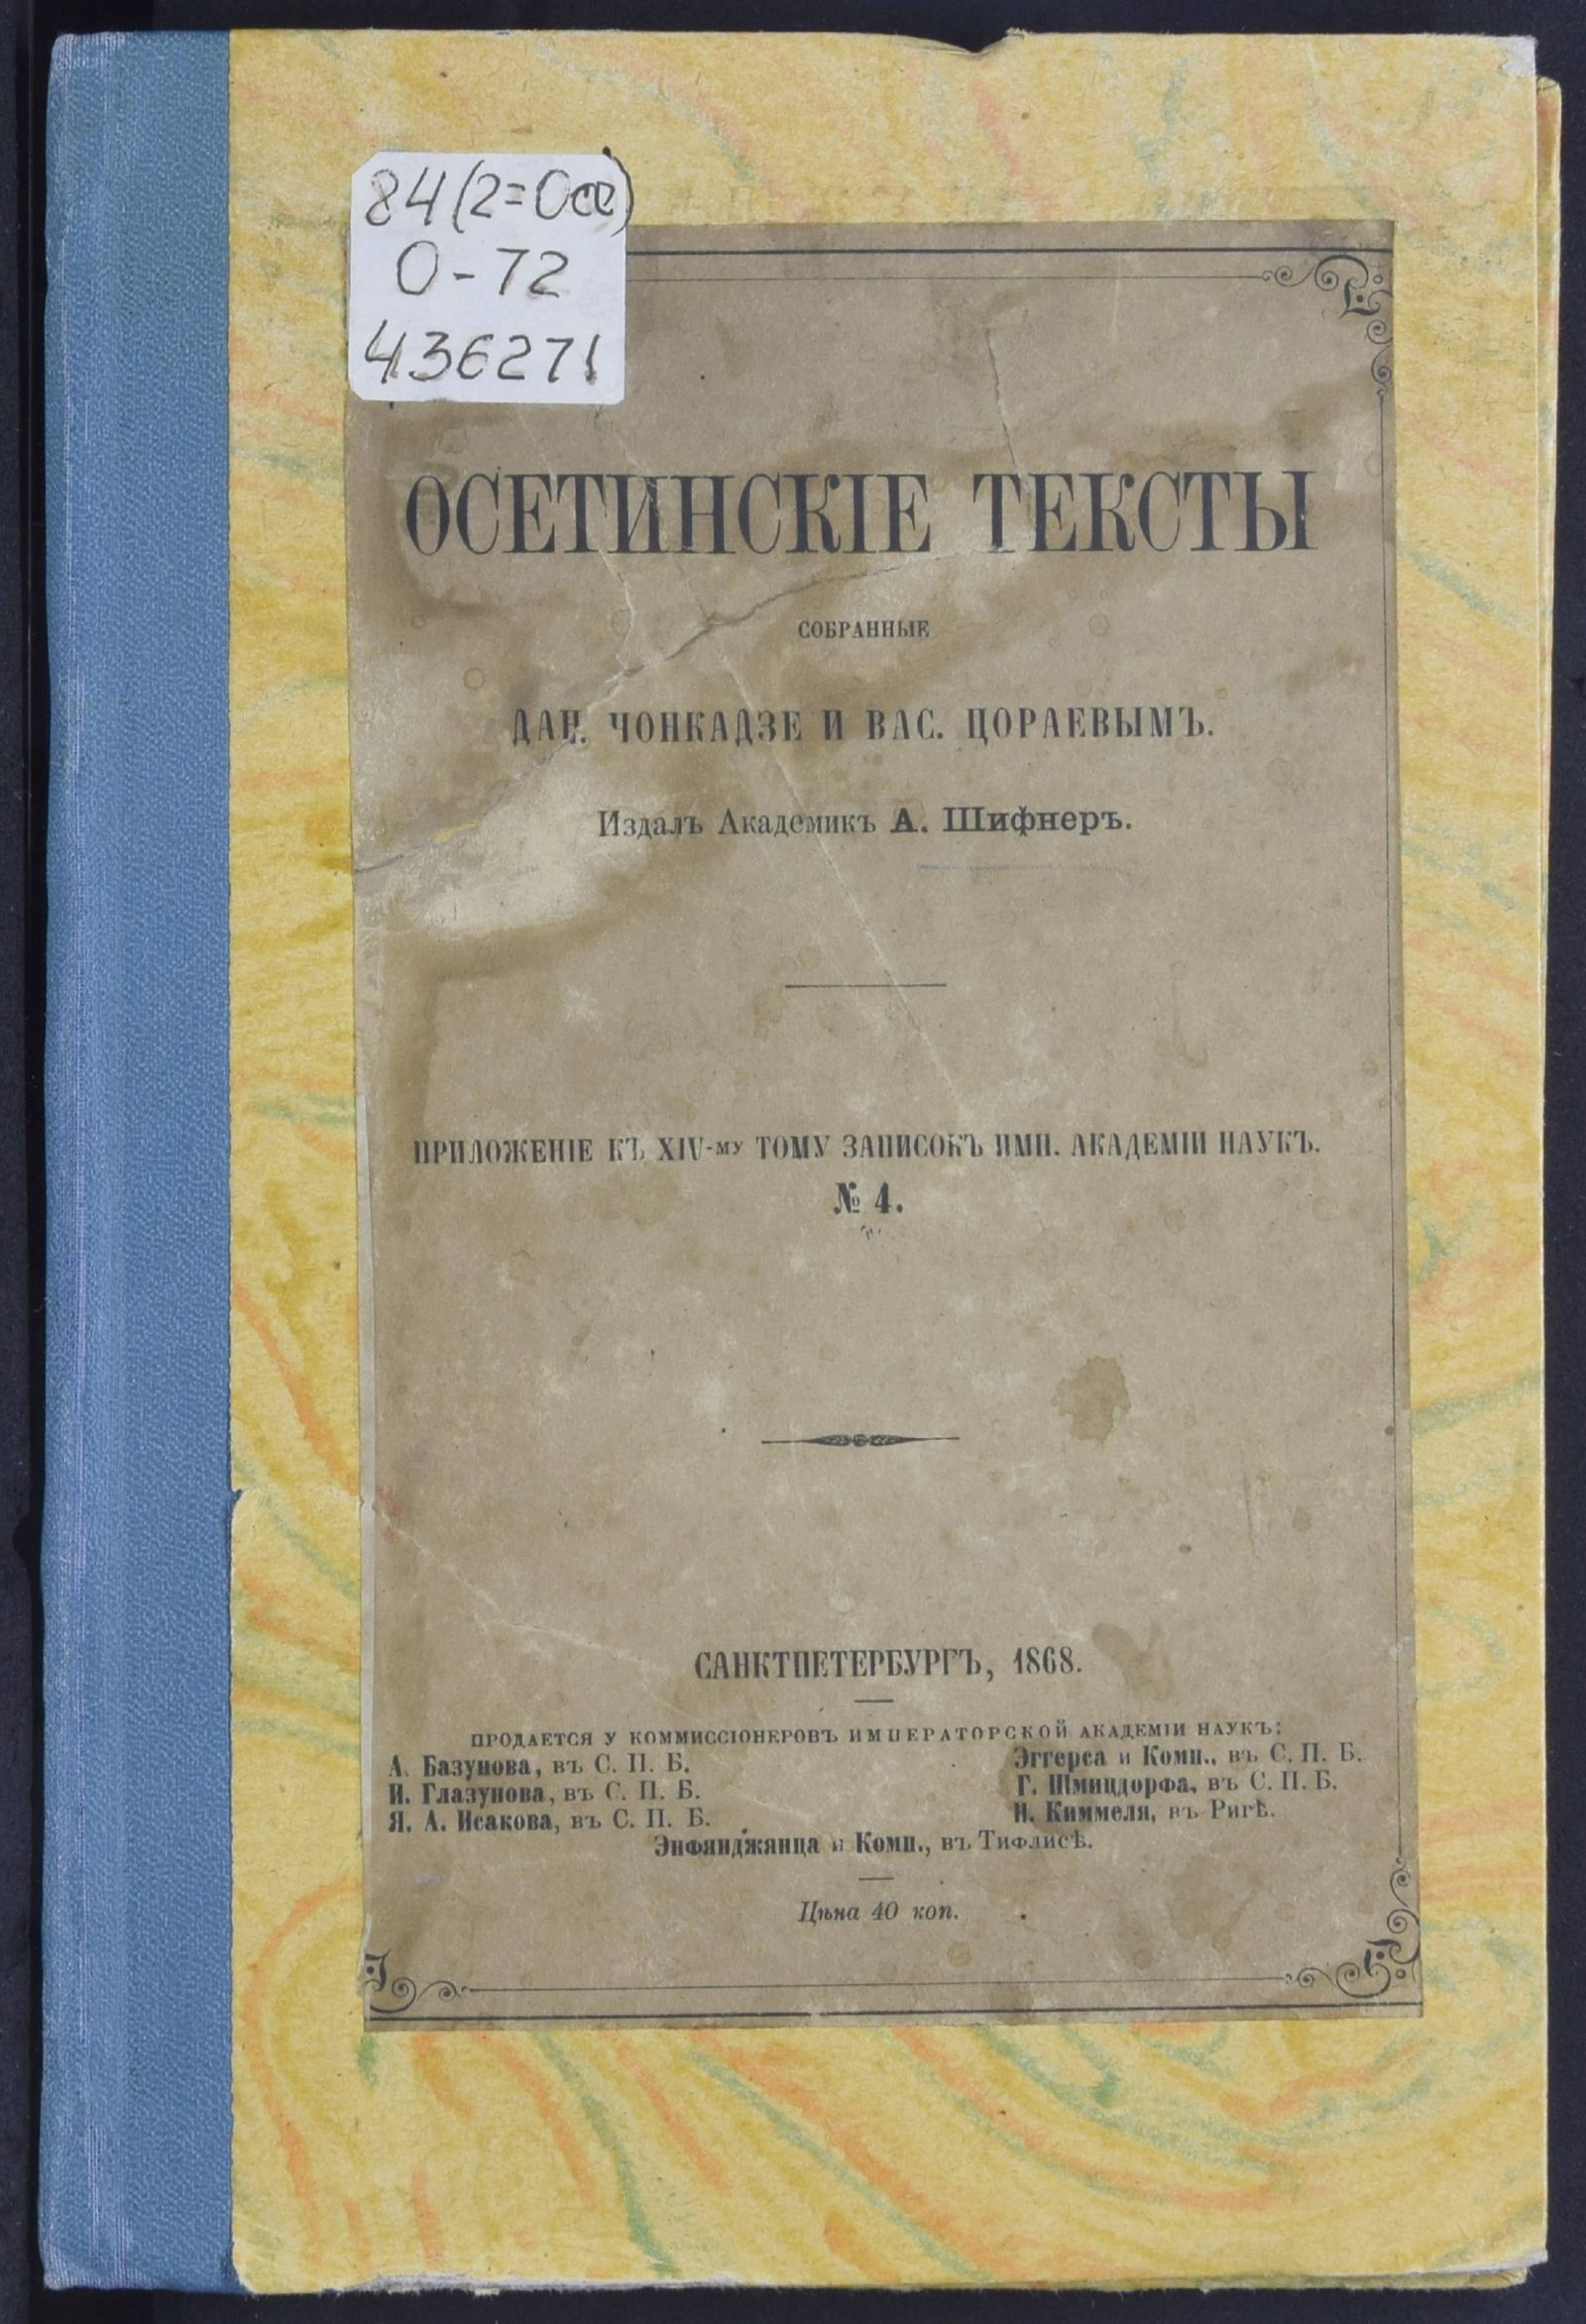 84(2=Осе)
О-72
436271
ОСЕТИНСКІЕ ТЕКСТЫ
СОБРАННЫЕ
ДАН. ЧОНКАДЗЕ И ВАС. ЦОРАЕВЫМЪ.
Издалъ Академикъ А. Шифнеръ.
ПРИЛОЖЕНІЕ КЪ XIV-му ТОМУ ЗАПИСОКЪ ИМП. АКАДЕМІИ НАУКЪ.
№ 4.
САНКТПЕТЕРБУРГЪ, 1868.
ПРОДАЕТСЯ У КОММИССІОНЕРОВЪ ИМПЕРАТОРСКОЙ АКАДЕМІИ НАУКЪ:
А. Базунова, въ С. П. Б. Эггерса и Комп., въ С. П. Б.
И. Глазунова, въ С. П. Б. Г. Шмицдорфа, въ С. П. Б.
Я. А. Исакова, въ С. П. Б. Н. Киммеля, въ Ригѣ.
Энфянджянца и Комп., въ Тифлисѣ.
Цѣна 40 коп.